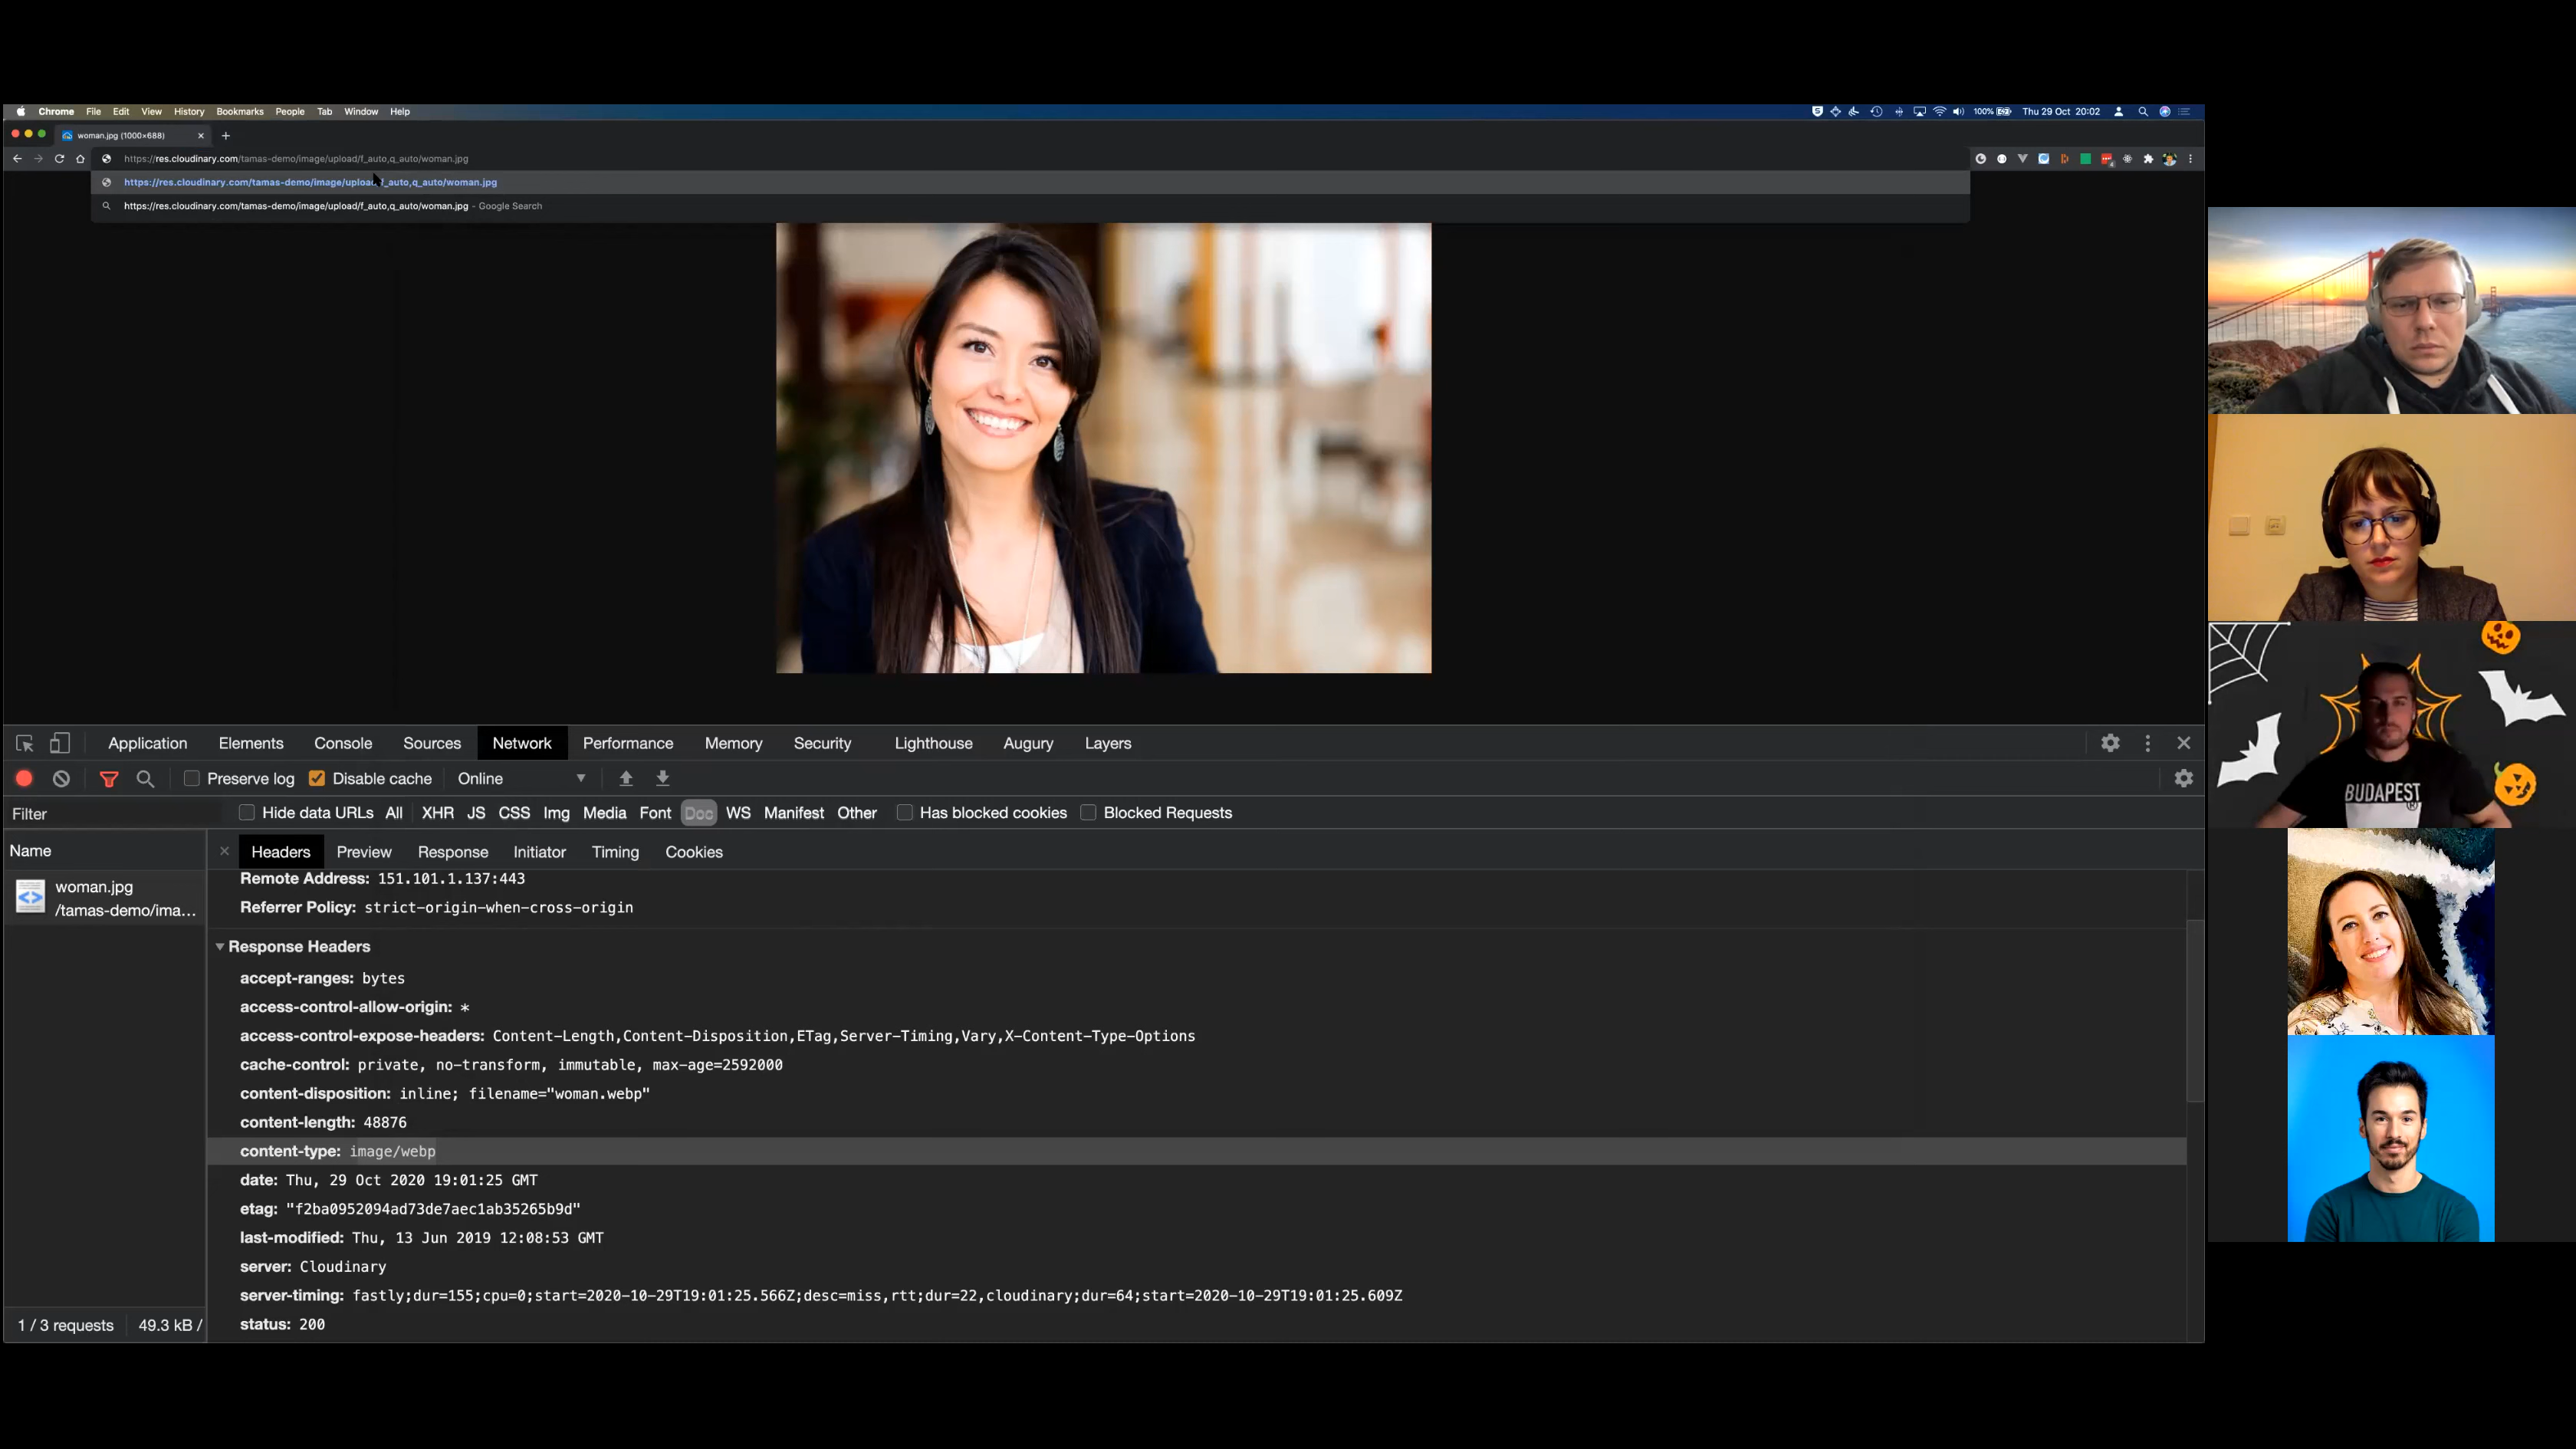 Chrome File Edit View History Bookmarks People Tab Window Help
100% Thu 29 Oct 20:02
woman.jpg (1000×688)
https://res.cloudinary.com/tamas-demo/image/upload/f_auto,q_auto/woman.jpg
https://res.cloudinary.com/tamas-demo/image/upload/f_auto,q_auto/woman.jpg
https://res.cloudinary.com/tamas-demo/image/upload/f_auto,q_auto/woman.jpg - Google Search
BUDAPEST
®
Application Elements Console Sources Network Performance Memory Security Lighthouse Augury Layers
Preserve log Disable cache Online
Filter Hide data URLs All XHR JS CSS Img Media Font Doc WS Manifest Other Has blocked cookies Blocked Requests
Name Headers Preview Response Initiator Timing Cookies
woman.jpg
/tamas-demo/ima...
Remote Address: 151.101.1.137:443
Referrer Policy: strict-origin-when-cross-origin
Response Headers
accept-ranges: bytes
access-control-allow-origin: *
access-control-expose-headers: Content-Length,Content-Disposition,ETag,Server-Timing,Vary,X-Content-Type-Options
cache-control: private, no-transform, immutable, max-age=2592000
content-disposition: inline; filename="woman.webp"
content-length: 48876
content-type: image/webp
date: Thu, 29 Oct 2020 19:01:25 GMT
etag: "f2ba0952094ad73de7aec1ab35265b9d"
last-modified: Thu, 13 Jun 2019 12:08:53 GMT
server: Cloudinary
server-timing: fastly;dur=155;cpu=0;start=2020-10-29T19:01:25.566Z;desc=miss,rtt;dur=22,cloudinary;dur=64;start=2020-10-29T19:01:25.609Z
status: 200
1 / 3 requests 49.3 kB /